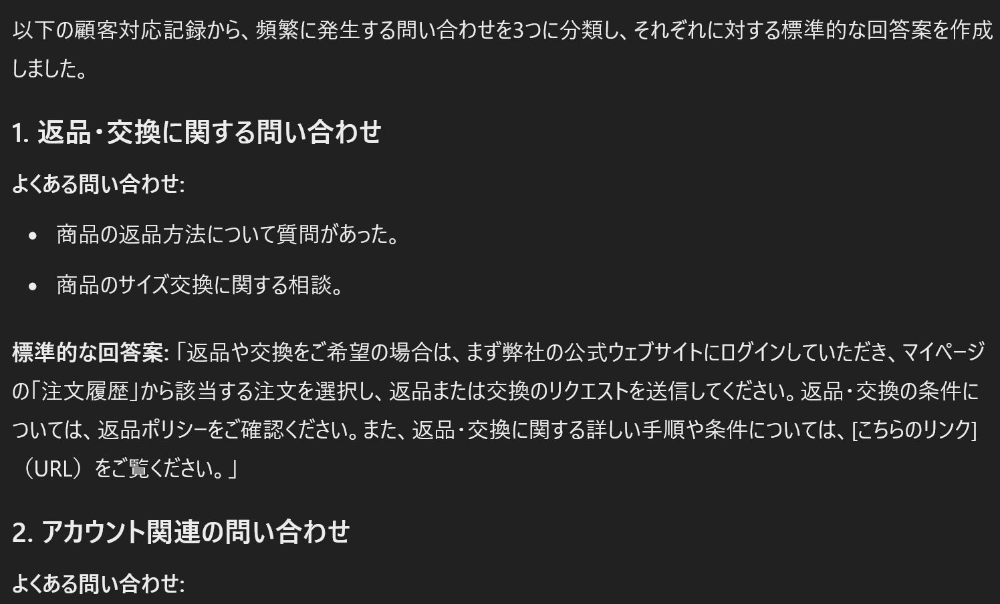 以下の顧客対応記録から、頻繁に発生する問い合わせを3つに分類し、それぞれに対する標準的な回答案を作成
しました。
1. 返品・交換に関する問い合わせ
よくある問い合わせ:
• 商品の返品方法について質問があった。
• 商品のサイズ交換に関する相談。
標準的な回答案: 「返品や交換をご希望の場合は、まず弊社の公式ウェブサイトにログインしていただき、マイページ
の「注文履歴」から該当する注文を選択し、返品または交換のリクエストを送信してください。返品・交換の条件に
ついては、返品ポリシーをご確認ください。また、返品・交換に関する詳しい手順や条件については、[こちらのリンク]
（URL）をご覧ください。」
2. アカウント関連の問い合わせ
よくある問い合わせ: